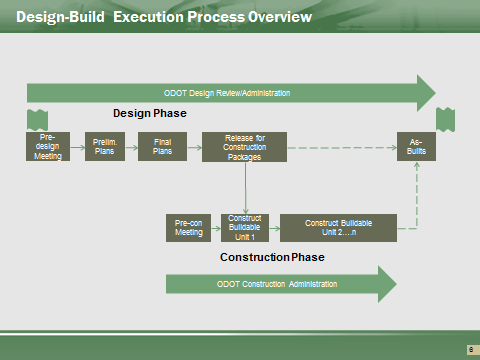 Design-Build Execution Process Overview
ODOT Design Review/Administration
Design Phase
Pre-
design
Meeting
Prelim.
Plans
Final
Plans
Release for
Construction
Packages
As-
Builts
Pre-con
Meeting
Construct
Buildable
Unit 1
Construct Buildable
Unit 2....n
Construction Phase
ODOT Construction Administration
6